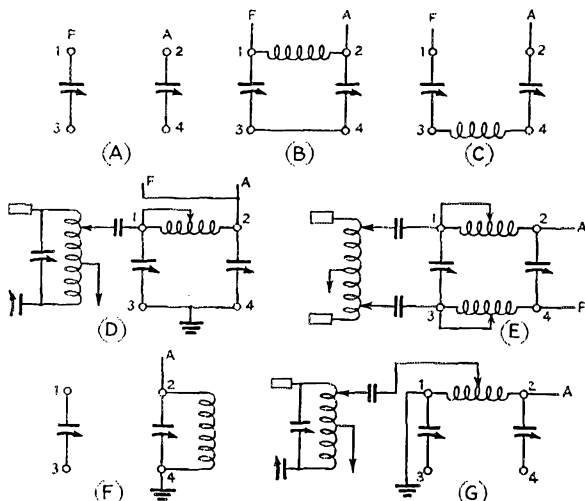 F A F A F A
1 2 1 2 1 2
3 4 3 4 3 4
(A) (B) (C)
F A
1 2 1 2 A
3 4 3 4 F
(D) (E)
A
1 2 1 2 A
3 4 3 4
(F) (G)